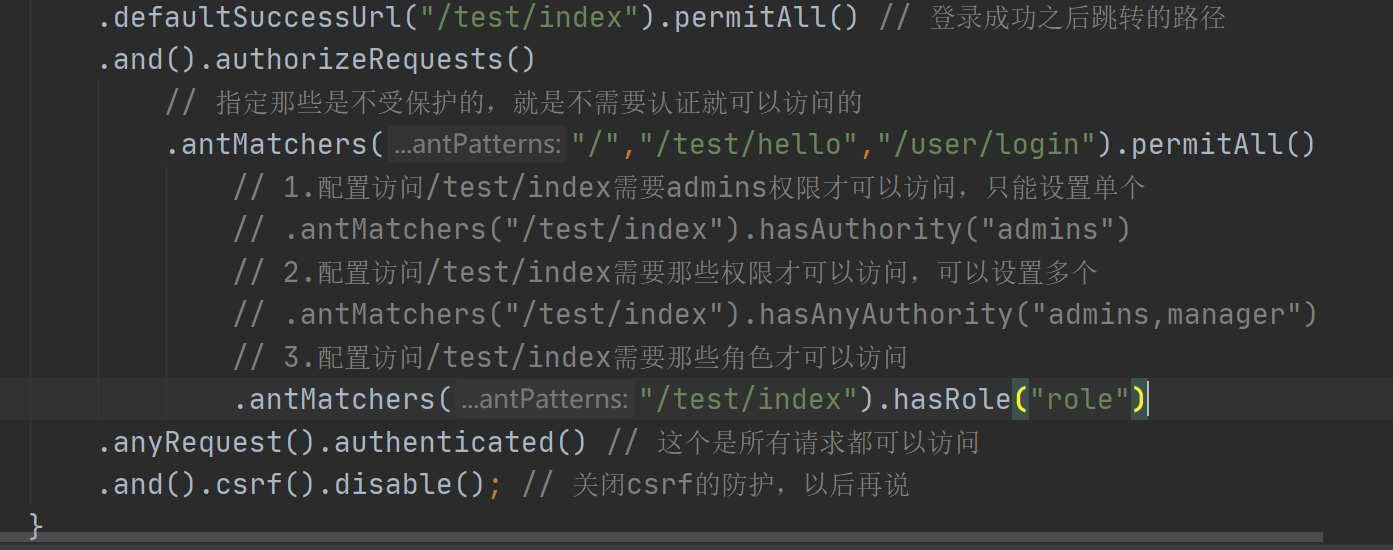 .defaultSuccessUrl("/test/index").permitAll() // 登录成功之后跳转的路径
.and().authorizeRequests()
// 指定那些是不受保护的，就是不需要认证就可以访问的
.antMatchers( ...antPatterns: "/","/test/hello","/user/login").permitAll()
// 1.配置访问/test/index需要admins权限才可以访问，只能设置单个
// .antMatchers("/test/index").hasAuthority("admins")
// 2.配置访问/test/index需要那些权限才可以访问，可以设置多个
// .antMatchers("/test/index").hasAnyAuthority("admins,manager")
// 3.配置访问/test/index需要那些角色才可以访问
.antMatchers( ...antPatterns: "/test/index").hasRole("role")
.anyRequest().authenticated() // 这个是所有请求都可以访问
.and().csrf().disable(); // 关闭csrf的防护，以后再说
}